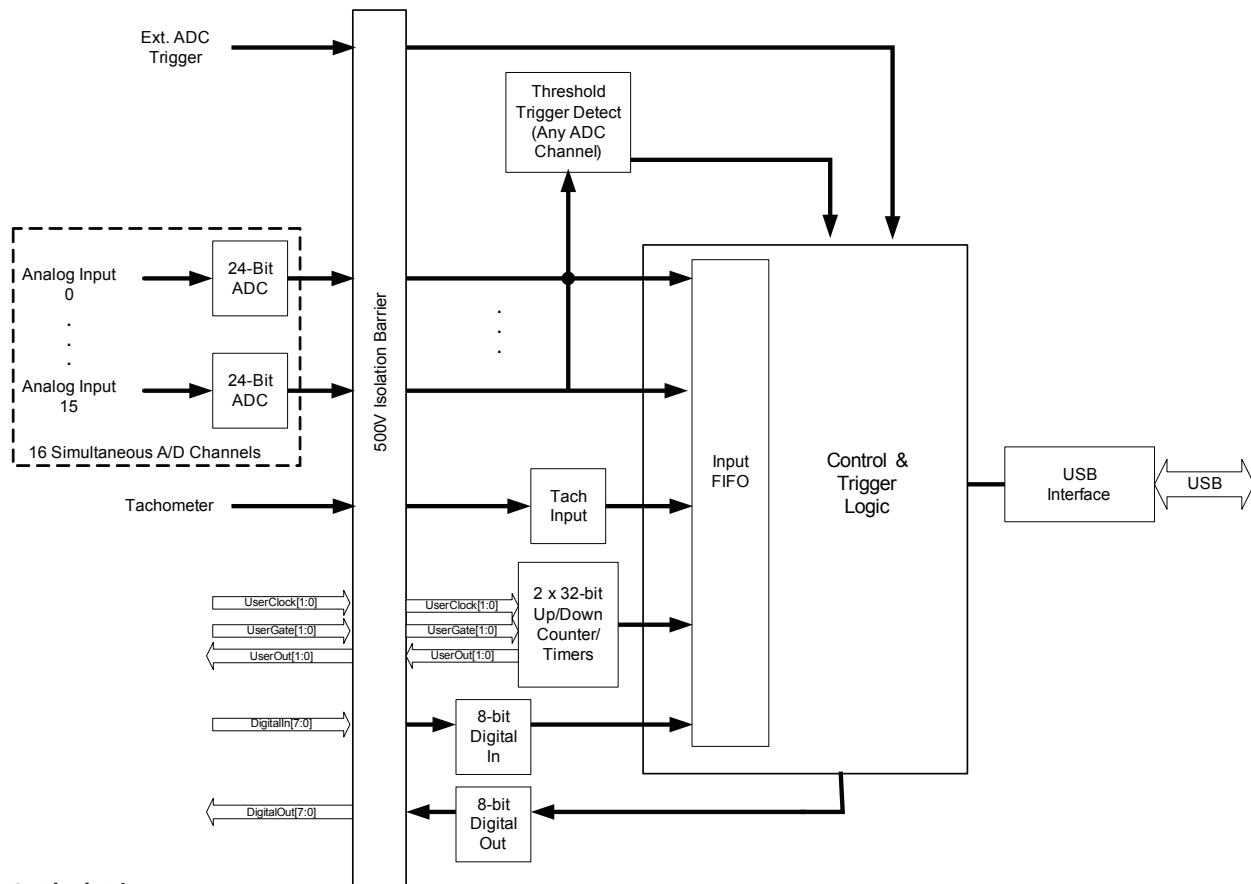 Ext. ADC
Trigger
Threshold
Trigger Detect
(Any ADC
Channel)
Analog Input
0
.
.
.
Analog Input
15
24-Bit
ADC
24-Bit
ADC
16 Simultaneous A/D Channels
500V Isolation Barrier
.
.
.
Tachometer
Tach
Input
Input
FIFO
Control &
Trigger
Logic
USB
Interface
USB
UserClock[1:0]
UserGate[1:0]
UserOut[1:0]
UserClock[1:0]
UserGate[1:0]
UserOut[1:0]
2 x 32-bit
Up/Down
Counter/
Timers
DigitalIn[7:0]
8-bit
Digital
In
DigitalOut[7:0]
8-bit
Digital
Out